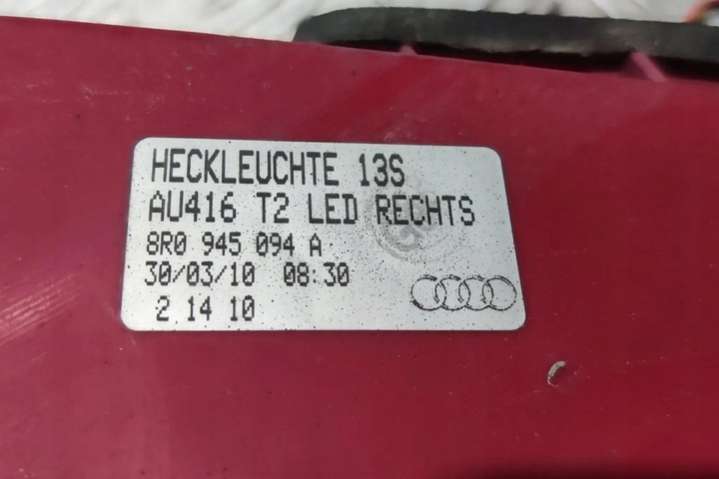 HECKLEUCHTE 13S
AU416 T2 LED RECHTS
8R0 945 094 A
30/03/10 08:30
2 14 10